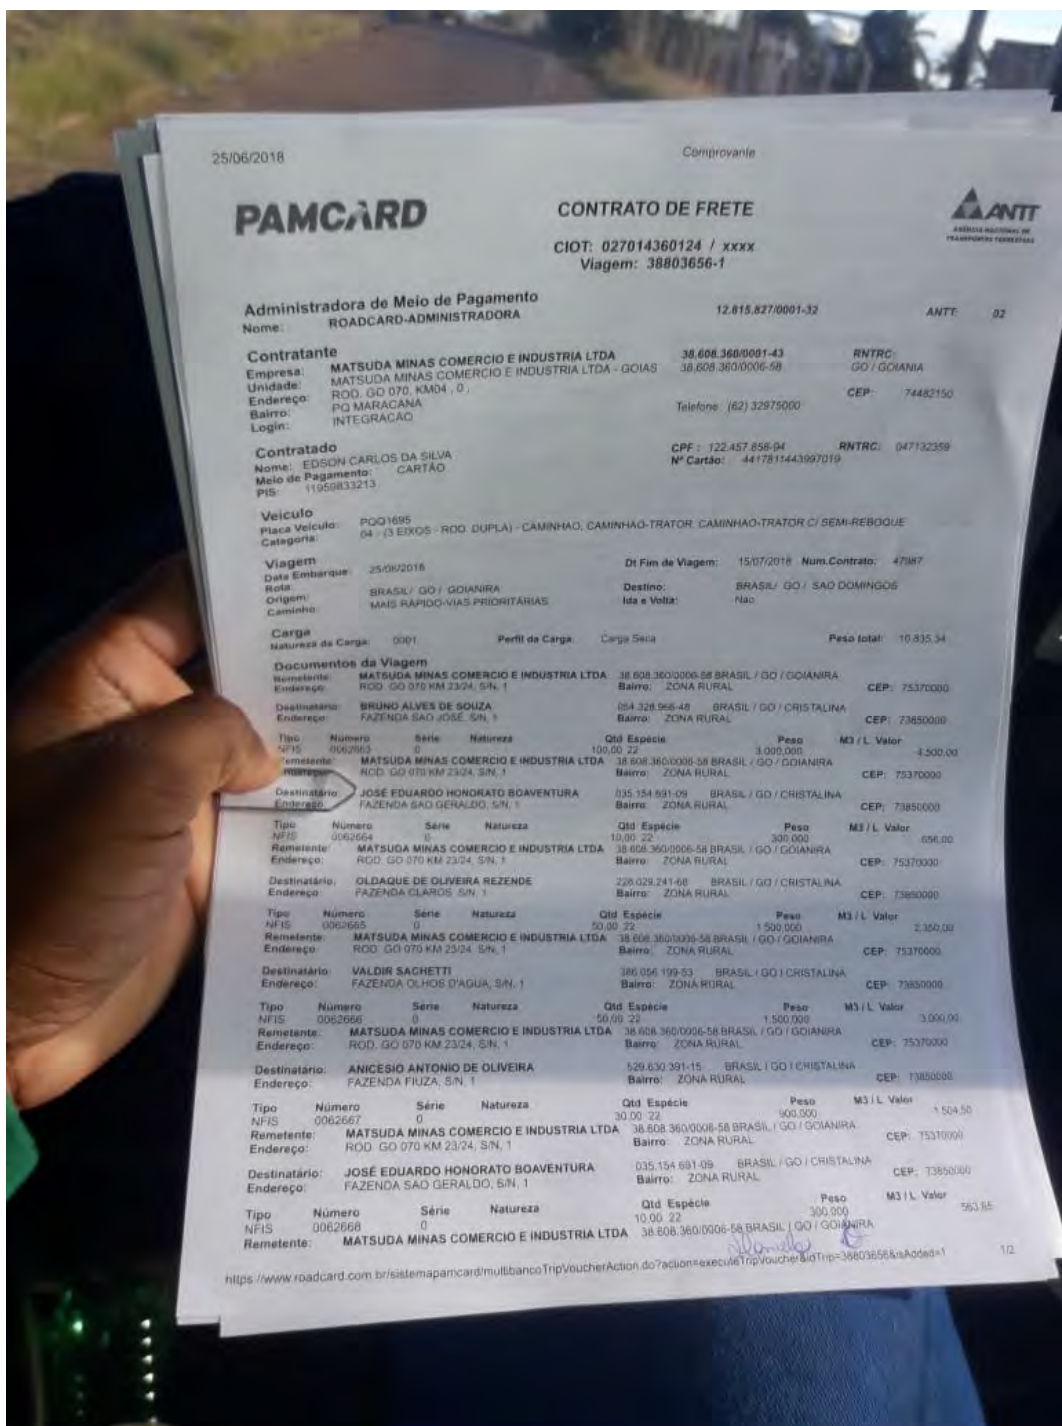 25/06/2018 Comprovante
PAMCARD CONTRATO DE FRETE ANTT
AGÊNCIA NACIONAL DE
TRANSPORTES TERRESTRES
CIOT: 027014360124 / xxxx
Viagem: 38803656-1
Administradora de Meio de Pagamento
Nome: ROADCARD-ADMINISTRADORA 12.815.827/0001-32 ANTT: 02
Contratante
Empresa: MATSUDA MINAS COMERCIO E INDUSTRIA LTDA 38.608.360/0001-43 RNTRC:
Unidade: MATSUDA MINAS COMERCIO E INDUSTRIA LTDA - GOIAS 38.608.360/0006-58 GO / GOIANIA
Endereço: ROD. GO 070, KM04 , 0 , CEP: 74482150
Bairro: PQ MARACANA Telefone: (62) 32975000
Login: INTEGRACAO
Contratado
Nome: EDSON CARLOS DA SILVA CPF : 122.457.858-94 RNTRC: 047132359
Meio de Pagamento: CARTÃO Nº Cartão: 4417811443997019
PIS: 11959833213
Veiculo
Placa Veiculo: PQQ1695
Categoria: 04 - (3 EIXOS - ROD. DUPLA) - CAMINHAO, CAMINHAO-TRATOR, CAMINHAO-TRATOR C/ SEMI-REBOQUE
Viagem
Data Embarque: 25/06/2018 Dt Fim de Viagem: 15/07/2018 Num.Contrato: 47987
Rota:
Origem: BRASIL/ GO / GOIANIRA Destino: BRASIL/ GO / SAO DOMINGOS
Caminho: MAIS RÁPIDO-VIAS PRIORITÁRIAS Ida e Volta: Não
Carga
Natureza da Carga: 0001 Perfil da Carga: Carga Seca Peso total: 10.835,34
Documentos da Viagem
Remetente: MATSUDA MINAS COMERCIO E INDUSTRIA LTDA 38.608.360/0006-58 BRASIL / GO / GOIANIRA
Endereço: ROD. GO 070 KM 23/24, S/N, 1 Bairro: ZONA RURAL CEP: 75370000
Destinatário: BRUNO ALVES DE SOUZA 054.328.566-48 BRASIL / GO / CRISTALINA
Endereço: FAZENDA SAO JOSÉ, S/N, 1 Bairro: ZONA RURAL CEP: 73850000
Tipo Número Série Natureza Qtd Espécie Peso M3 / L Valor
NFIS 0062663 0 100,00 22 3.000,000 4.500,00
Remetente: MATSUDA MINAS COMERCIO E INDUSTRIA LTDA 38.608.360/0006-58 BRASIL / GO / GOIANIRA
ROD. GO 070 KM 23/24, S/N, 1 Bairro: ZONA RURAL CEP: 75370000
Destinatário: JOSÉ EDUARDO HONORATO BOAVENTURA 035.154.691-09 BRASIL / GO / CRISTALINA
Endereço: FAZENDA SAO GERALDO, S/N, 1 Bairro: ZONA RURAL CEP: 73850000
Tipo Número Série Natureza Qtd Espécie Peso M3 / L Valor
NFIS 0062664 0 10,00 22 300,000 656,00
Remetente: MATSUDA MINAS COMERCIO E INDUSTRIA LTDA 38.608.360/0006-58 BRASIL / GO / GOIANIRA
Endereço: ROD. GO 070 KM 23/24, S/N, 1 Bairro: ZONA RURAL CEP: 75370000
Destinatário: OLDAQUE DE OLIVEIRA REZENDE 228.029.241-68 BRASIL / GO / CRISTALINA
Endereço: FAZENDA CLAROS, S/N, 1 Bairro: ZONA RURAL CEP: 73850000
Tipo Número Série Natureza Qtd Espécie Peso M3 / L Valor
NFIS 0062665 0 50,00 22 1.500,000 2.350,00
Remetente: MATSUDA MINAS COMERCIO E INDUSTRIA LTDA 38.608.360/0006-58 BRASIL / GO / GOIANIRA
Endereço: ROD. GO 070 KM 23/24, S/N, 1 Bairro: ZONA RURAL CEP: 75370000
Destinatário: VALDIR SACHETTI 386.056.199-53 BRASIL / GO / CRISTALINA
Endereço: FAZENDA OLHOS D'AGUA, S/N, 1 Bairro: ZONA RURAL CEP: 73850000
Tipo Número Série Natureza Qtd Espécie Peso M3 / L Valor
NFIS 0062666 0 50,00 22 1.500,000 3.000,00
Remetente: MATSUDA MINAS COMERCIO E INDUSTRIA LTDA 38.608.360/0006-58 BRASIL / GO / GOIANIRA
Endereço: ROD. GO 070 KM 23/24, S/N, 1 Bairro: ZONA RURAL CEP: 75370000
Destinatário: ANICESIO ANTONIO DE OLIVEIRA 529.630.391-15 BRASIL / GO / CRISTALINA
Endereço: FAZENDA FIUZA, S/N, 1 Bairro: ZONA RURAL CEP: 73850000
Tipo Número Série Natureza Qtd Espécie Peso M3 / L Valor
NFIS 0062667 0 30,00 22 900,000 1.504,50
Remetente: MATSUDA MINAS COMERCIO E INDUSTRIA LTDA 38.608.360/0006-58 BRASIL / GO / GOIANIRA
Endereço: ROD. GO 070 KM 23/24, S/N, 1 Bairro: ZONA RURAL CEP: 75370000
Destinatário: JOSÉ EDUARDO HONORATO BOAVENTURA 035.154.691-09 BRASIL / GO / CRISTALINA
Endereço: FAZENDA SAO GERALDO, S/N, 1 Bairro: ZONA RURAL CEP: 73850000
Tipo Número Série Natureza Qtd Espécie Peso M3 / L Valor
NFIS 0062668 0 10,00 22 300,000 563,65
Remetente: MATSUDA MINAS COMERCIO E INDUSTRIA LTDA 38.608.360/0006-58 BRASIL / GO / GOIANIRA
https://www.roadcard.com.br/sistemapamcard/multibancoTripVoucherAction.do?action=executeTripVoucher&idTrip=38803656&isAdded=1 1/2